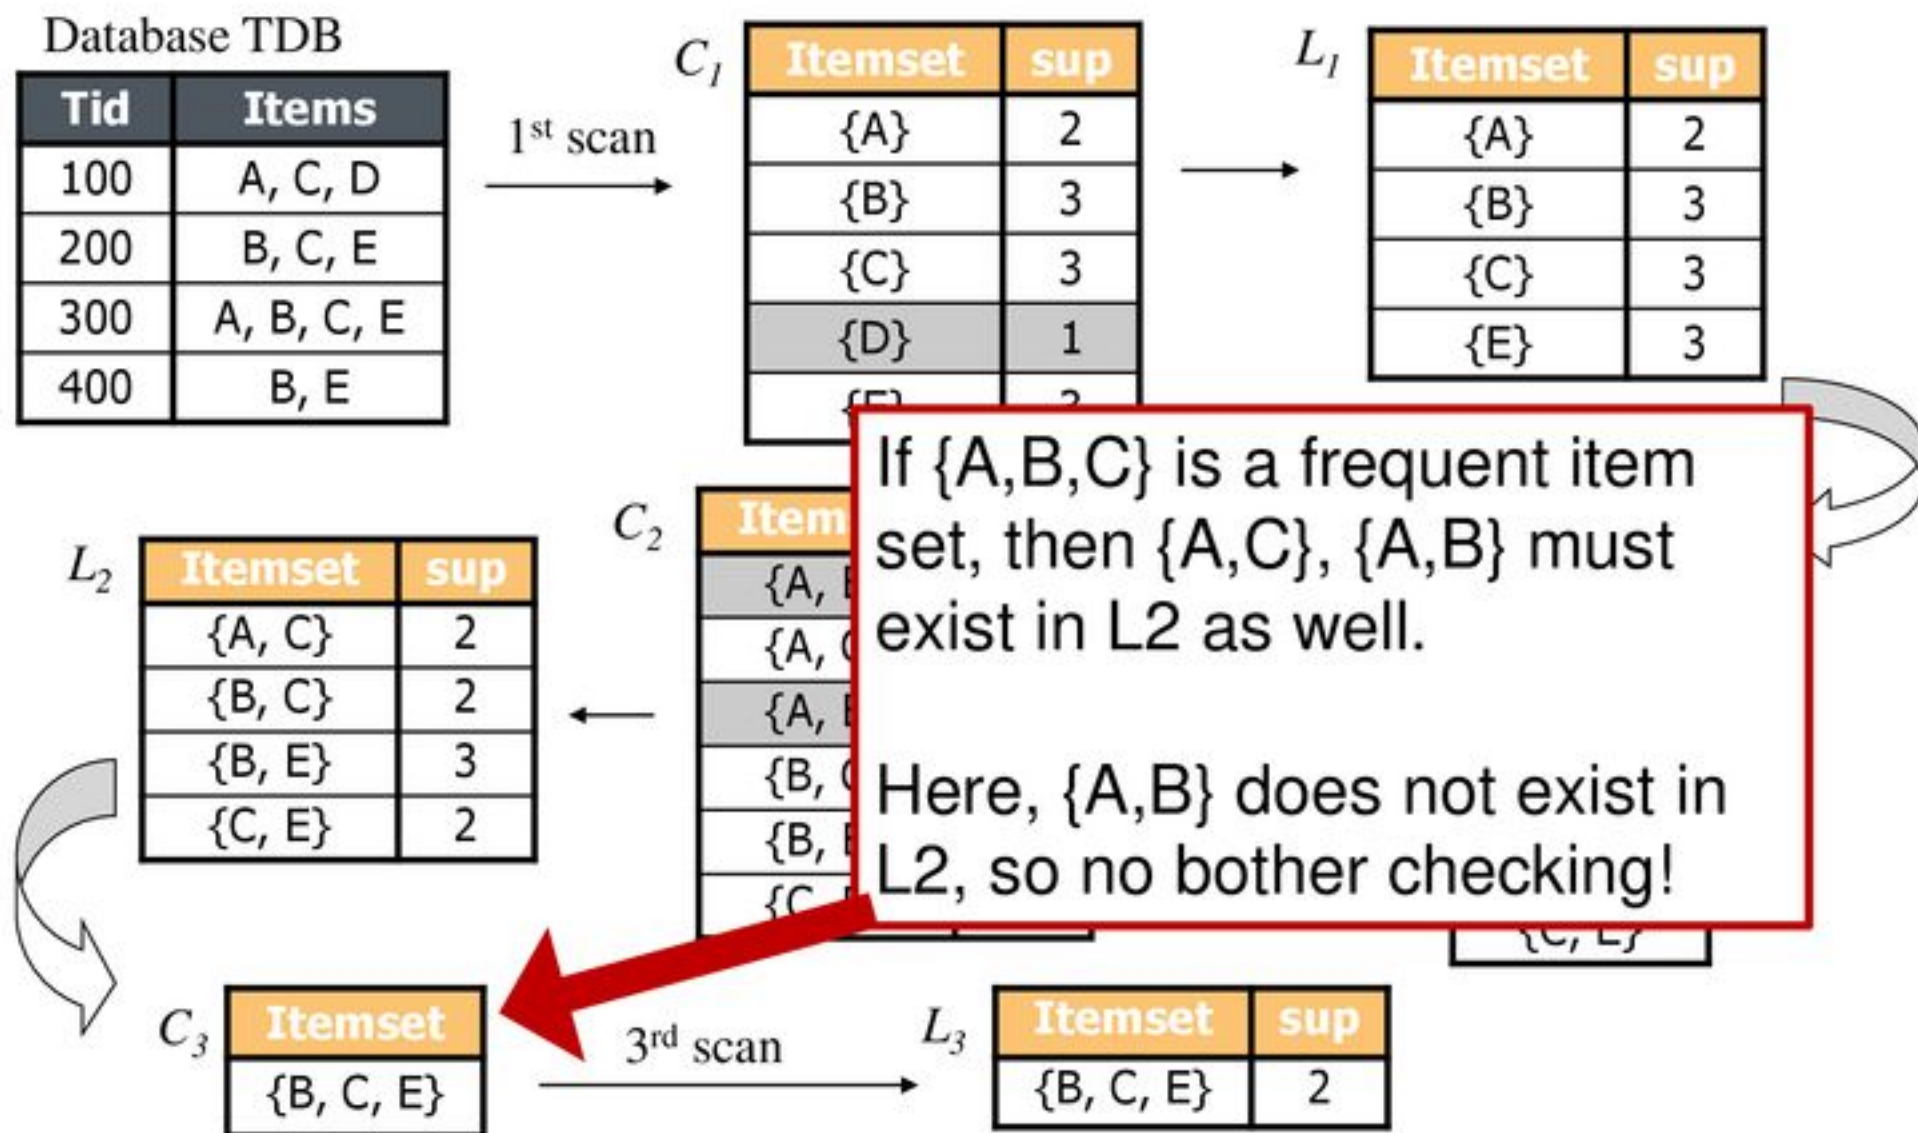 Database TDB
Tid Items
100 A, C, D
200 B, C, E
300 A, B, C, E
400 B, E
1st scan
C1
Itemset sup
{A} 2
{B} 3
{C} 3
{D} 1
L1
Itemset sup
{A} 2
{B} 3
{C} 3
{E} 3
If {A,B,C} is a frequent item
set, then {A,C}, {A,B} must
exist in L2 as well.
Here, {A,B} does not exist in
L2, so no bother checking!
C2
Item
{A,
{A,
{A,
{B,
{B,
{C,
{C, E}
L2
Itemset sup
{A, C} 2
{B, C} 2
{B, E} 3
{C, E} 2
C3
Itemset
{B, C, E}
3rd scan
L3
Itemset sup
{B, C, E} 2